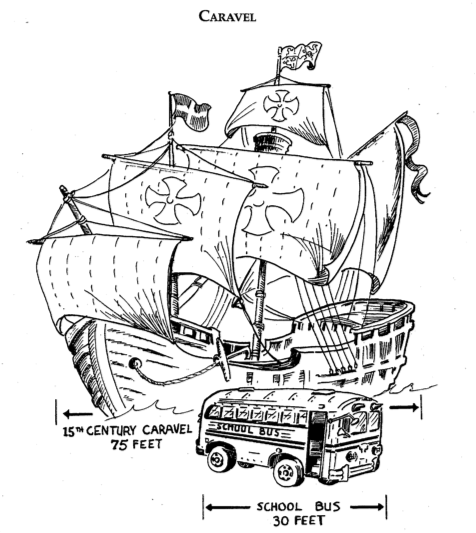 CARAVEL
SCHOOL BUS
15TH CENTURY CARAVEL
75 FEET
SCHOOL BUS
30 FEET